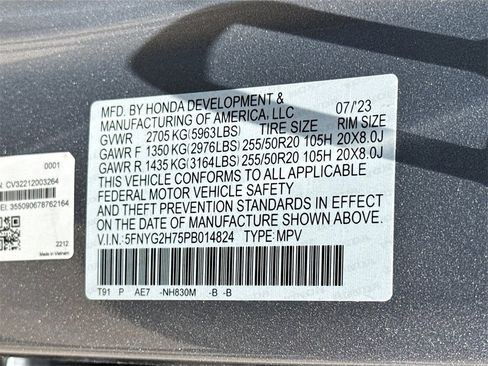 MFD. BY HONDA DEVELOPMENT & 07/'23
MANUFACTURING OF AMERICA, LLC
GVWR 2705 KG(5963LBS) TIRE SIZE RIM SIZE
GAWR F 1350 KG(2976LBS) 255/50R20 105H 20X8.0J
GAWR R 1435 KG(3164LBS) 255/50R20 105H 20X8.0J
THIS VEHICLE CONFORMS TO ALL APPLICABLE
FEDERAL MOTOR VEHICLE SAFETY
AND THEFT PREVENTION STANDARDS IN EFFECT ON THE
DATE OF MANUFACTURE SHOWN ABOVE.
V.I.N.: 5FNYG2H75PB014824 TYPE: MPV
T91 P AE7 -NH830M -B -B
0001
N: CV32212003264
EI: 355090678762164
2212
Made in Vietnam